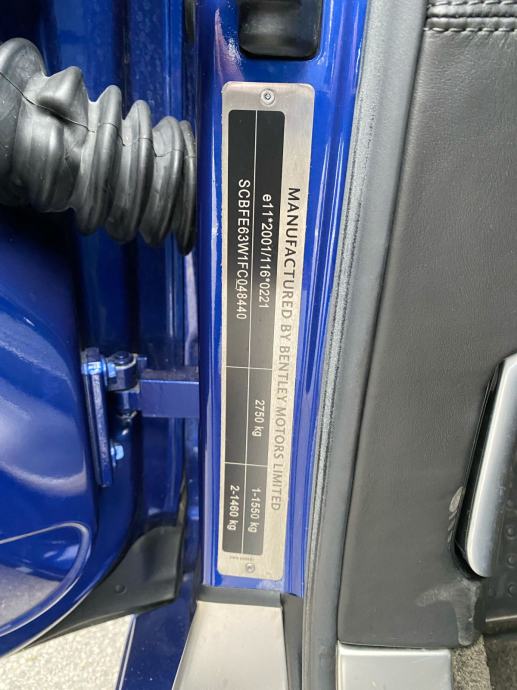 MANUFACTURED BY BENTLEY MOTORS LIMITED
e11*2001/116*0221
2750 kg
1-1550 kg
SCBFE63W1FC048440
2-1460 kg